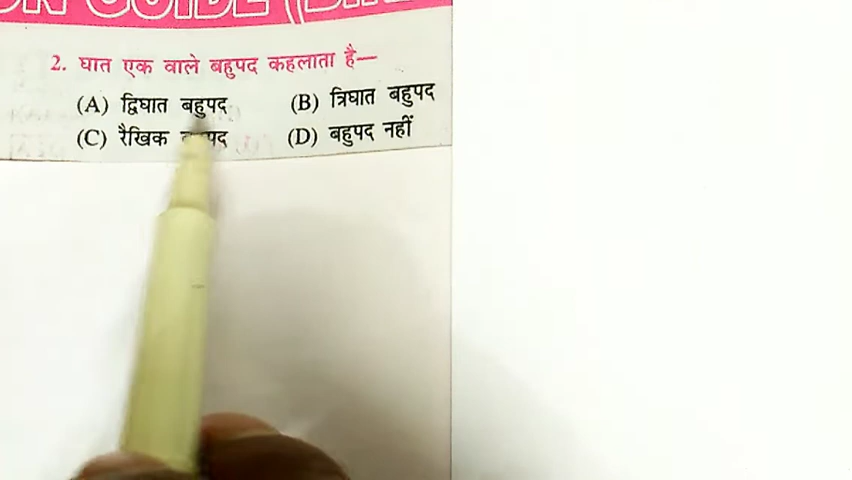 2. घात एक वाले बहुपद कहलाता है—
(A) द्विघात बहुपद (B) त्रिघात बहुपद
(C) रैखिक (D) बहुपद नहीं